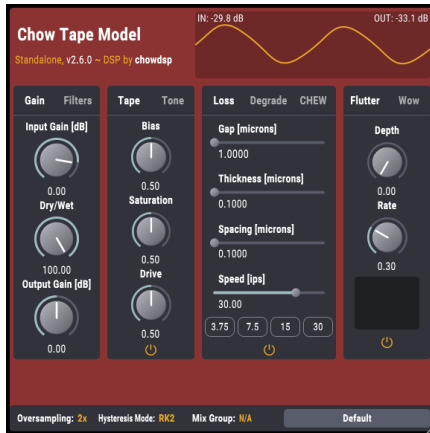 IN: -29.8 dB
OUT: -33.1 dB
Chow Tape Model
Standalone, v2.6.0 ~ DSP by chowdsp
Gain Filters
Input Gain [dB]
0.00
Dry/Wet
100.00
Output Gain [dB]
0.00
Tape Tone
Bias
0.50
Saturation
0.50
Drive
0.50
Loss Degrade CHEW
Gap [microns]
1.0000
Thickness [microns]
0.1000
Spacing [microns]
0.1000
Speed [ips]
30.00
3.75 7.5 15 30
Flutter Wow
Depth
0.00
Rate
0.30
Oversampling: 2x Hysteresis Mode: RK2 Mix Group: N/A Default